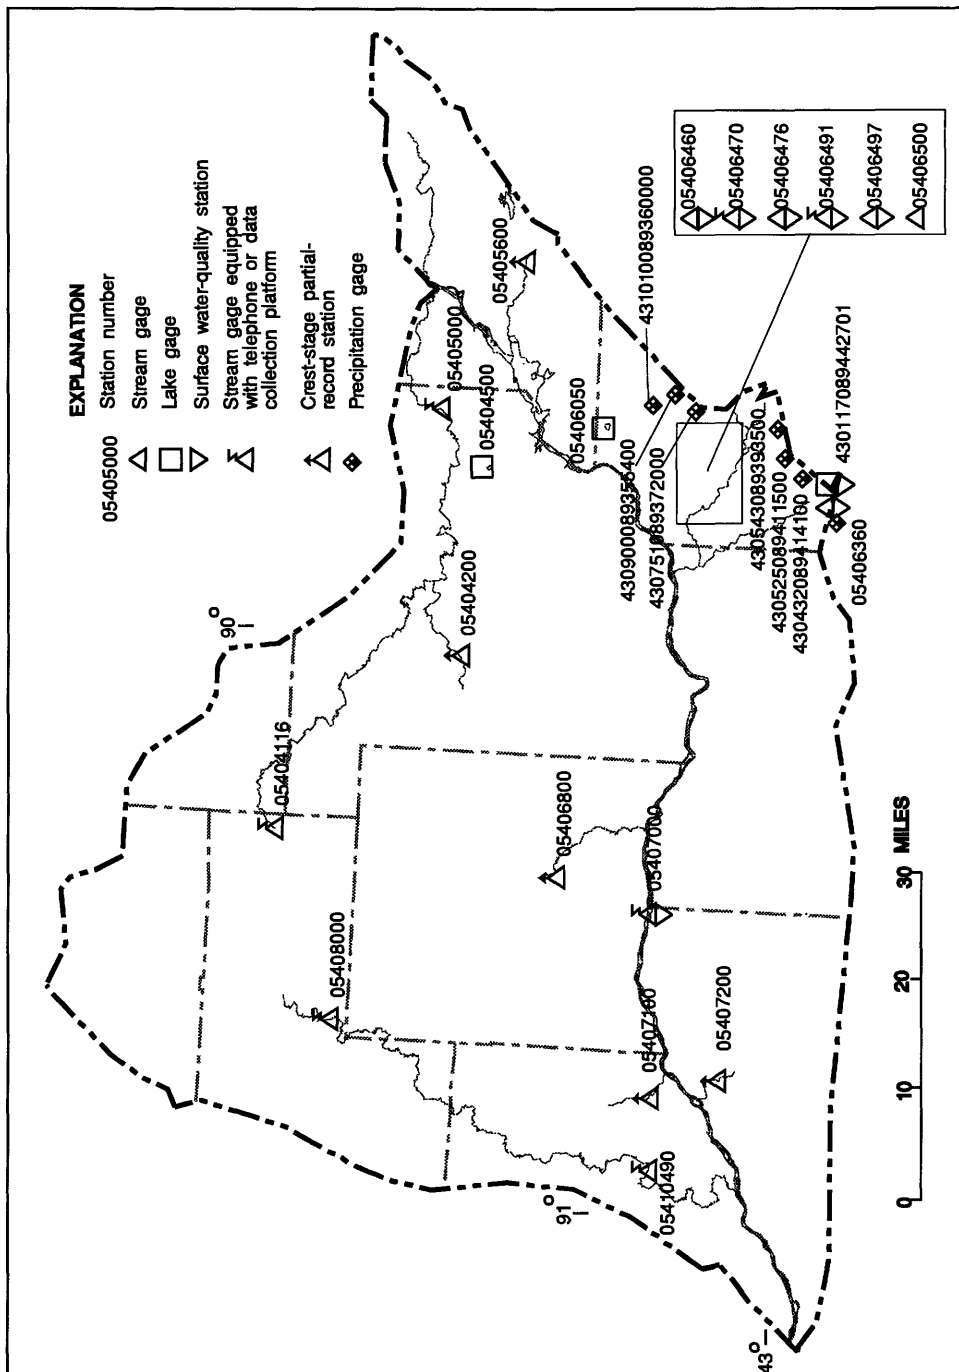 EXPLANATION
05405000 Station number
Stream gage
Lake gage
Surface water-quality station
Stream gage equipped
with telephone or data
collection platform
Crest-stage partial-
record station
Precipitation gage
90°
91°
43°
05404116
05408000
05404200
05405000
05404500
05405600
05406050
05406800
05407000
05407100
05407200
05410490
431010089360000
430900089356400
430751089372000
430543089393500
430525089411500
430432089414100
430117089442701
05406360
05406460
05406470
05406476
05406491
05406497
05406500
0 10 20 30 MILES